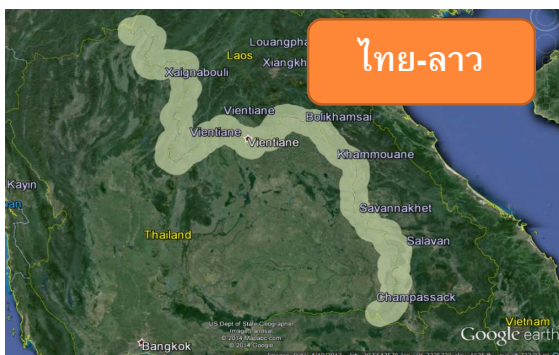 ไทย-ลาว
Louangpha
Laos
Xiangkh
Xaignabouli
Vientiane
Bolikhamsai
Vientiane
Vientiane
Khammouane
Kayin
Savannakhet
Thailand
Salavan
Champassack
US Dept of State Geographer
© 2014 Google
Vietnam
Google earth
Bangkok